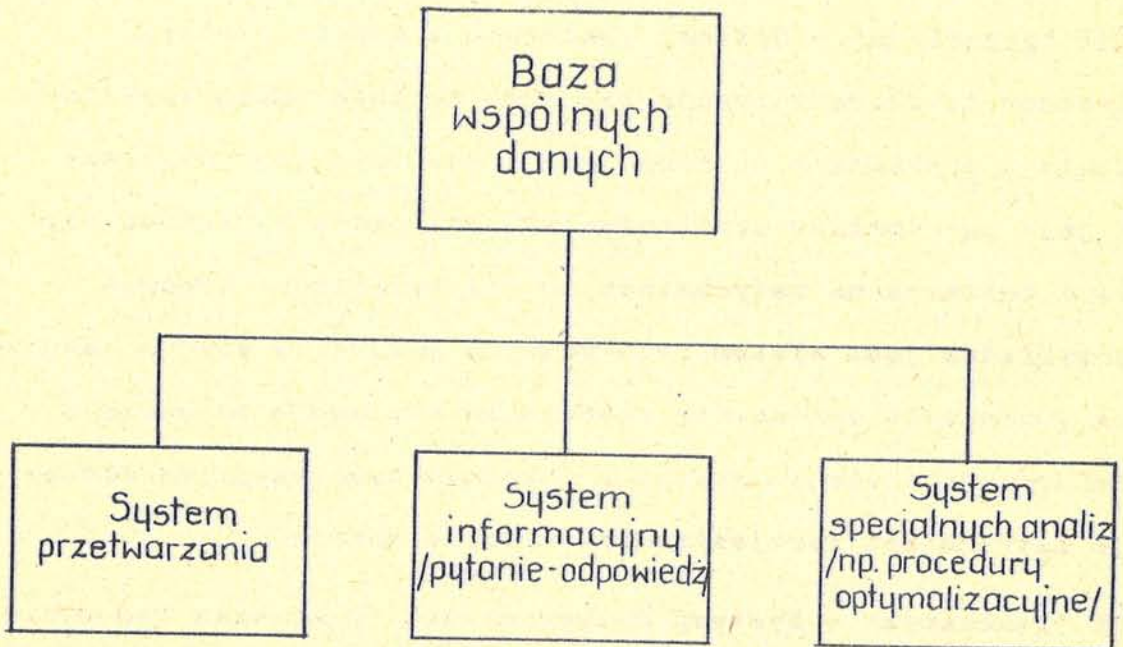 Baza
wspólnych
danych
System
przetwarzania
System
informacyjny
/pytanie-odpowiedź/
System
specjalnych analiz
/np. procedury
optymalizacyjne/